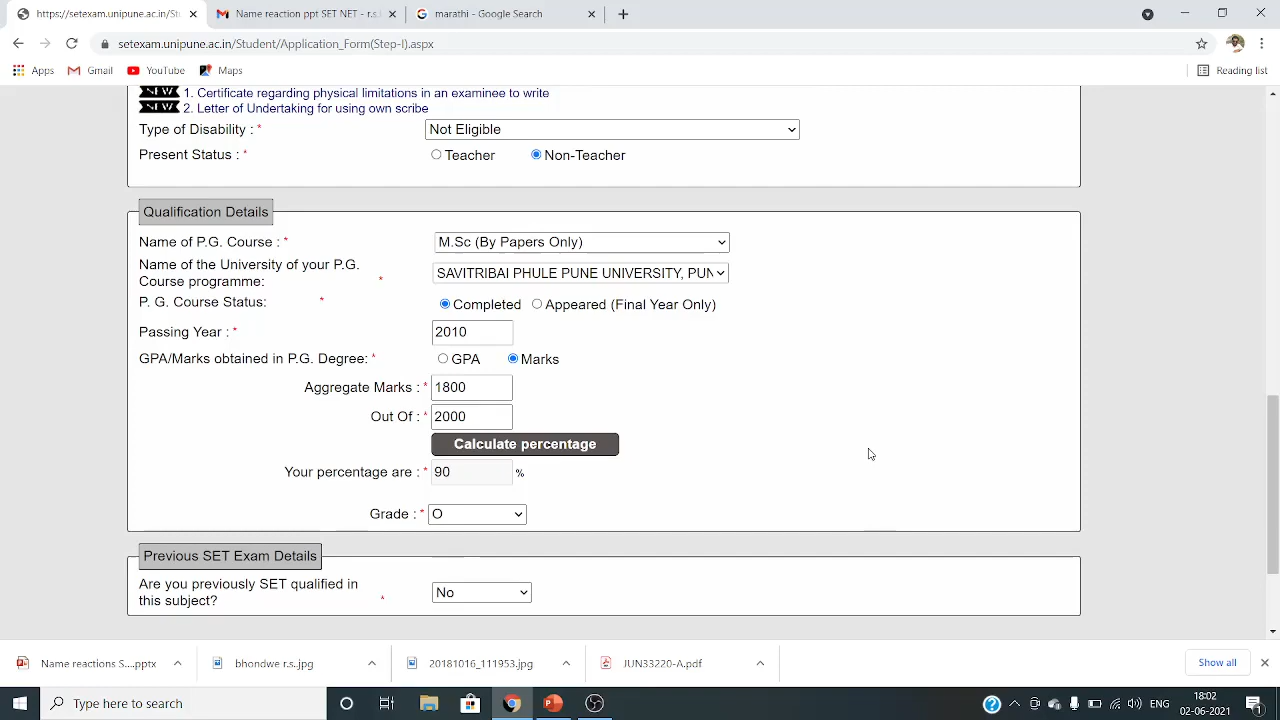 https://setexam.unipune.ac.in/St
Name reaction ppt SET NET - r.s.
marathi - Google Search
setexam.unipune.ac.in/Student/Application_Form(Step-I).aspx
Apps Gmail YouTube Maps Reading list
NEW 1. Certificate regarding physical limitations in an examinee to write
NEW 2. Letter of Undertaking for using own scribe
Type of Disability : * Not Eligible
Present Status : * Teacher Non-Teacher
Qualification Details
Name of P.G. Course : * M.Sc (By Papers Only)
Name of the University of your P.G.
Course programme: * SAVITRIBAI PHULE PUNE UNIVERSITY, PUN
P. G. Course Status: * Completed Appeared (Final Year Only)
Passing Year : * 2010
GPA/Marks obtained in P.G. Degree: * GPA Marks
Aggregate Marks : * 1800
Out Of : * 2000
Calculate percentage
Your percentage are : * 90 %
Grade : * O
Previous SET Exam Details
Are you previously SET qualified in
this subject? * No
Name reactions S....pptx bhondwe r.s.jpg 20181016_111953.jpg JUN33220-A.pdf Show all
Type here to search
ENG
18:02
02-06-2021